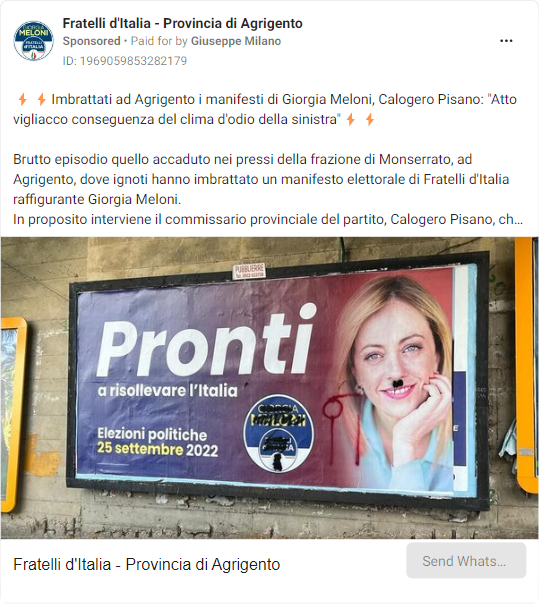 Fratelli d'Italia - Provincia di Agrigento
Sponsored • Paid for by Giuseppe Milano
ID: 1969059853282179
Imbrattati ad Agrigento i manifesti di Giorgia Meloni, Calogero Pisano: "Atto
vigliacco conseguenza del clima d'odio della sinistra"
Brutto episodio quello accaduto nei pressi della frazione di Monserrato, ad
Agrigento, dove ignoti hanno imbrattato un manifesto elettorale di Fratelli d'Italia
raffigurante Giorgia Meloni.
In proposito interviene il commissario provinciale del partito, Calogero Pisano, ch...
PUBBLIERRE
Pronti
a risollevare l'Italia
Elezioni politiche
25 settembre 2022
GIORGIA
MELONI
Fratelli d'Italia - Provincia di Agrigento
Send Whats...